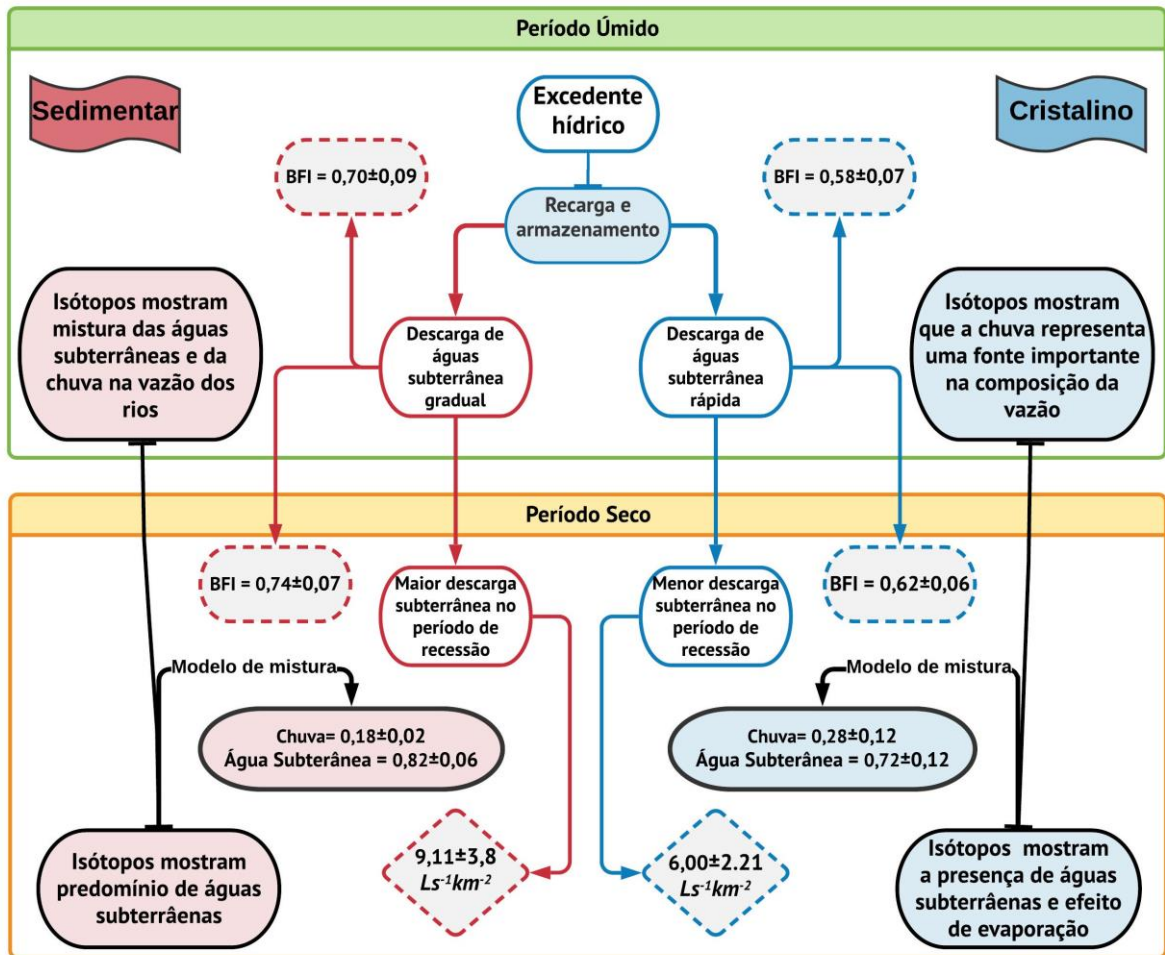 Período Úmido
Sedimentar
Excedente
hídrico
Cristalino
BFI = 0,70±0,09
BFI = 0,58±0,07
Recarga e
armazenamento
Isótopos mostram
mistura das águas
subterrâneas e da
chuva na vazão dos
rios
Descarga de
águas
subterrânea
gradual
Descarga de
águas
subterrânea
rápida
Isótopos mostram
que a chuva representa
uma fonte importante
na composição da
vazão
Período Seco
BFI = 0,74±0,07
Maior descarga
subterrânea no
período de
recessão
Menor descarga
subterrânea no
período de
recessão
BFI = 0,62±0,06
Modelo de mistura
Modelo de mistura
Chuva= 0,18±0,02
Água Subterânea = 0,82±0,06
Chuva= 0,28±0,12
Água Subterânea = 0,72±0,12
Isótopos mostram
predomínio de águas
subterrâenas
9,11±3,8
Ls⁻¹km⁻²
6,00±2.21
Ls⁻¹km⁻²
Isótopos mostram
a presença de águas
subterrâenas e efeito
de evaporação